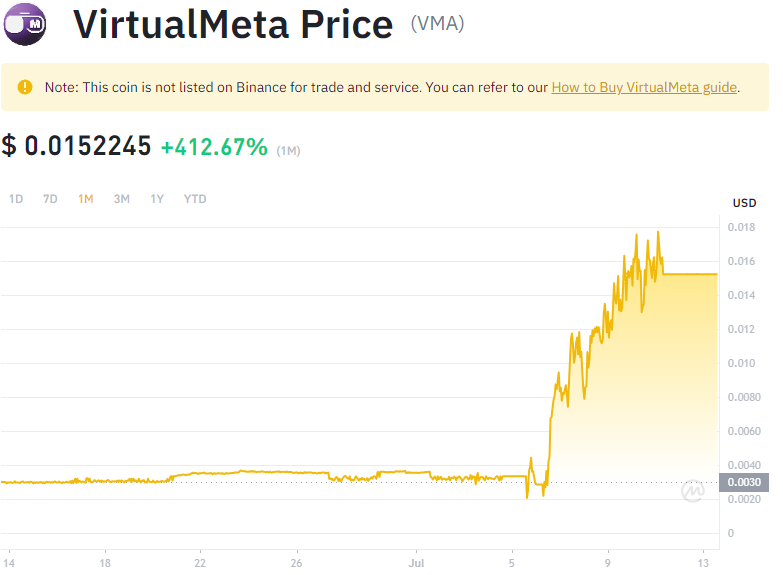 VirtualMeta Price (VMA)
Note: This coin is not listed on Binance for trade and service. You can refer to our How to Buy VirtualMeta guide.
$ 0.0152245 +412.67% (1M)
1D 7D 1M 3M 1Y YTD
USD
0.018
0.016
0.014
0.012
0.010
0.0080
0.0060
0.0040
0.0030
0.0020
0
14 18 22 26 Jul 5 9 13